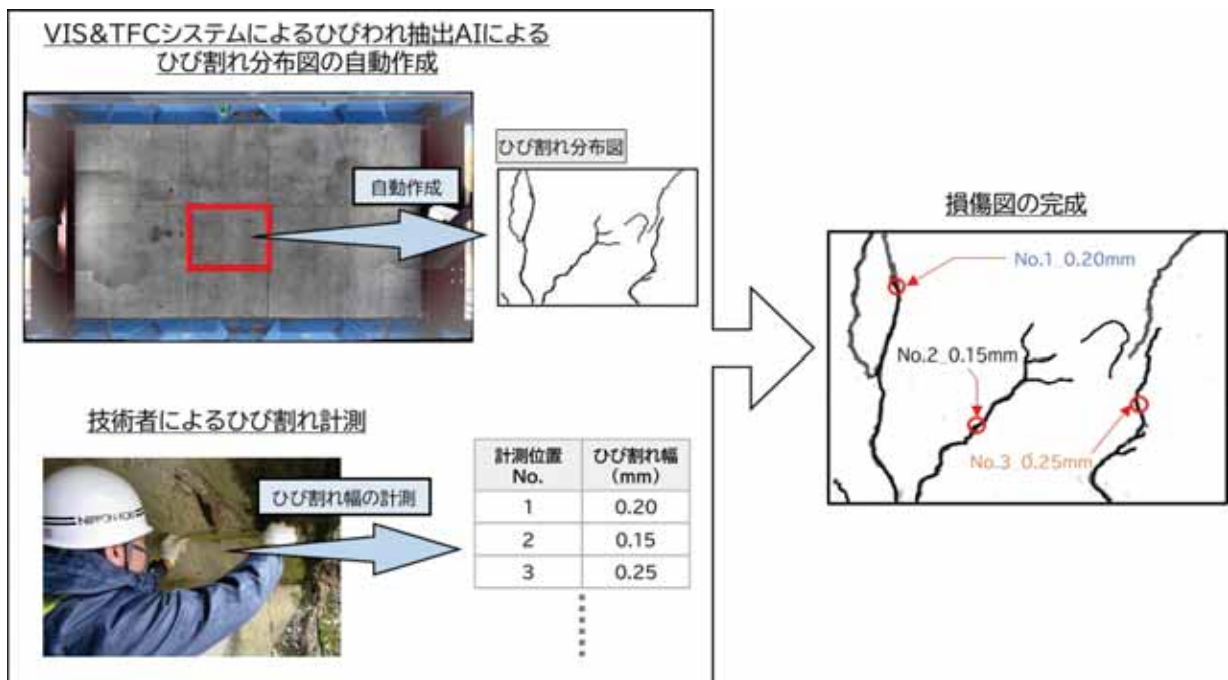 VIS&TFCシステムによるひびわれ抽出AIによる
ひび割れ分布図の自動作成
自動作成
ひび割れ分布図
技術者によるひび割れ計測
ひび割れ幅の計測
計測位置 ひび割れ幅
No. (mm)
1 0.20
2 0.15
3 0.25
損傷図の完成
No.1_0.20mm
No.2_0.15mm
No.3_0.25mm